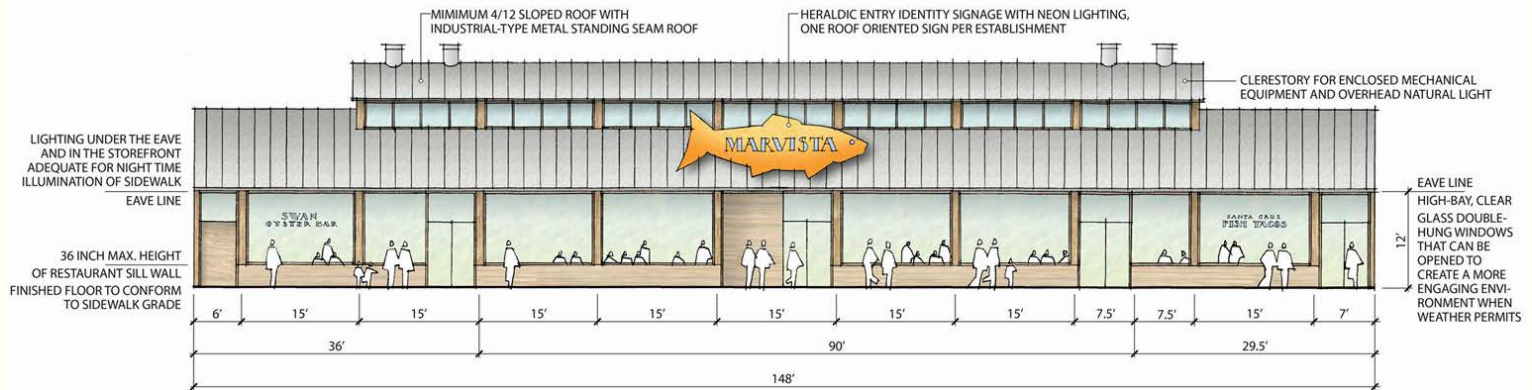 MIMIMUM 4/12 SLOPED ROOF WITH
INDUSTRIAL-TYPE METAL STANDING SEAM ROOF
HERALDIC ENTRY IDENTITY SIGNAGE WITH NEON LIGHTING,
ONE ROOF ORIENTED SIGN PER ESTABLISHMENT
CLERESTORY FOR ENCLOSED MECHANICAL
EQUIPMENT AND OVERHEAD NATURAL LIGHT
LIGHTING UNDER THE EAVE
AND IN THE STOREFRONT
ADEQUATE FOR NIGHT TIME
ILLUMINATION OF SIDEWALK
EAVE LINE
36 INCH MAX. HEIGHT
OF RESTAURANT SILL WALL
FINISHED FLOOR TO CONFORM
TO SIDEWALK GRADE
MARVISTA
SWAN
OYSTER BAR
SANTA CRUZ
FISH TACOS
EAVE LINE
12'
HIGH-BAY, CLEAR
GLASS DOUBLE-
HUNG WINDOWS
THAT CAN BE
OPENED TO
CREATE A MORE
ENGAGING ENVI-
RONMENT WHEN
WEATHER PERMITS
6' 15' 15' 15' 15' 15' 15' 15' 7.5' 7.5' 15' 7'
36' 90' 29.5'
148'